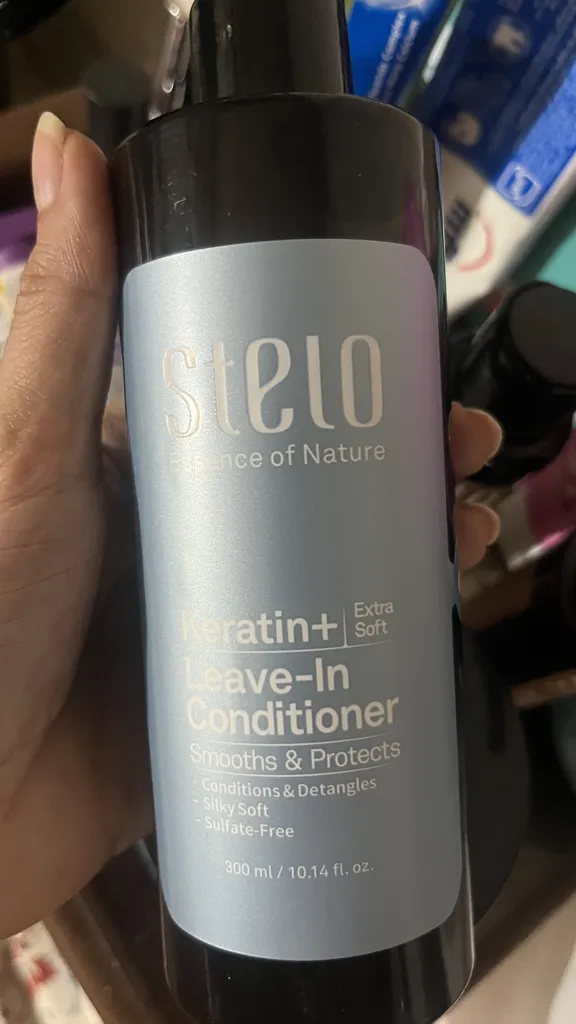 Stelo
Essence of Nature
Keratin+ Extra
Soft
Leave-In
Conditioner
Smooths & Protects
- Conditions & Detangles
- Silky Soft
- Sulfate-Free
300 ml / 10.14 fl. oz.